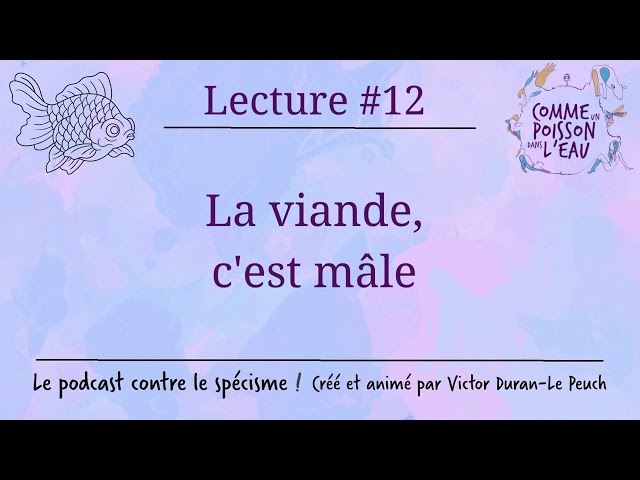 Lecture #12
COMME UN
POISSON
DANS L'EAU
La viande,
c'est mâle
Le podcast contre le spécisme ! Créé et animé par Victor Duran-Le Peuch